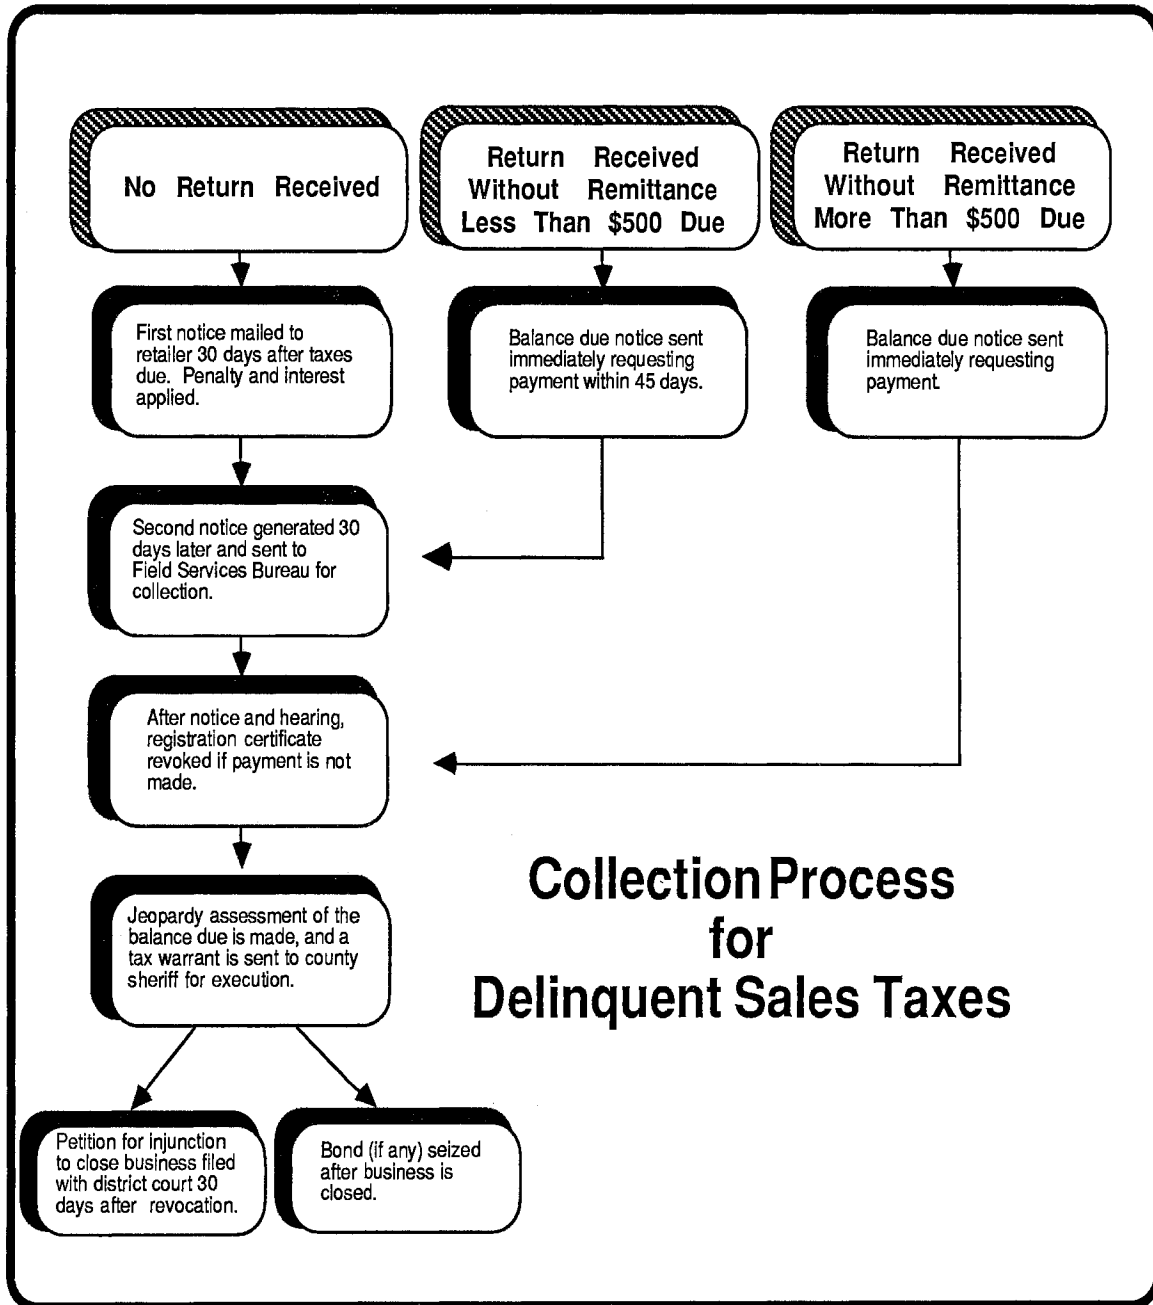 No Return Received
Return Received
Without Remittance
Less Than $500 Due
Return Received
Without Remittance
More Than $500 Due
First notice mailed to
retailer 30 days after taxes
due. Penalty and interest
applied.
Balance due notice sent
immediately requesting
payment within 45 days.
Balance due notice sent
immediately requesting
payment.
Second notice generated 30
days later and sent to
Field Services Bureau for
collection.
After notice and hearing,
registration certificate
revoked if payment is not
made.
Jeopardy assessment of the
balance due is made, and a
tax warrant is sent to county
sheriff for execution.
Collection Process
for
Delinquent Sales Taxes
Petition for injunction
to close business filed
with district court 30
days after revocation.
Bond (if any) seized
after business is
closed.